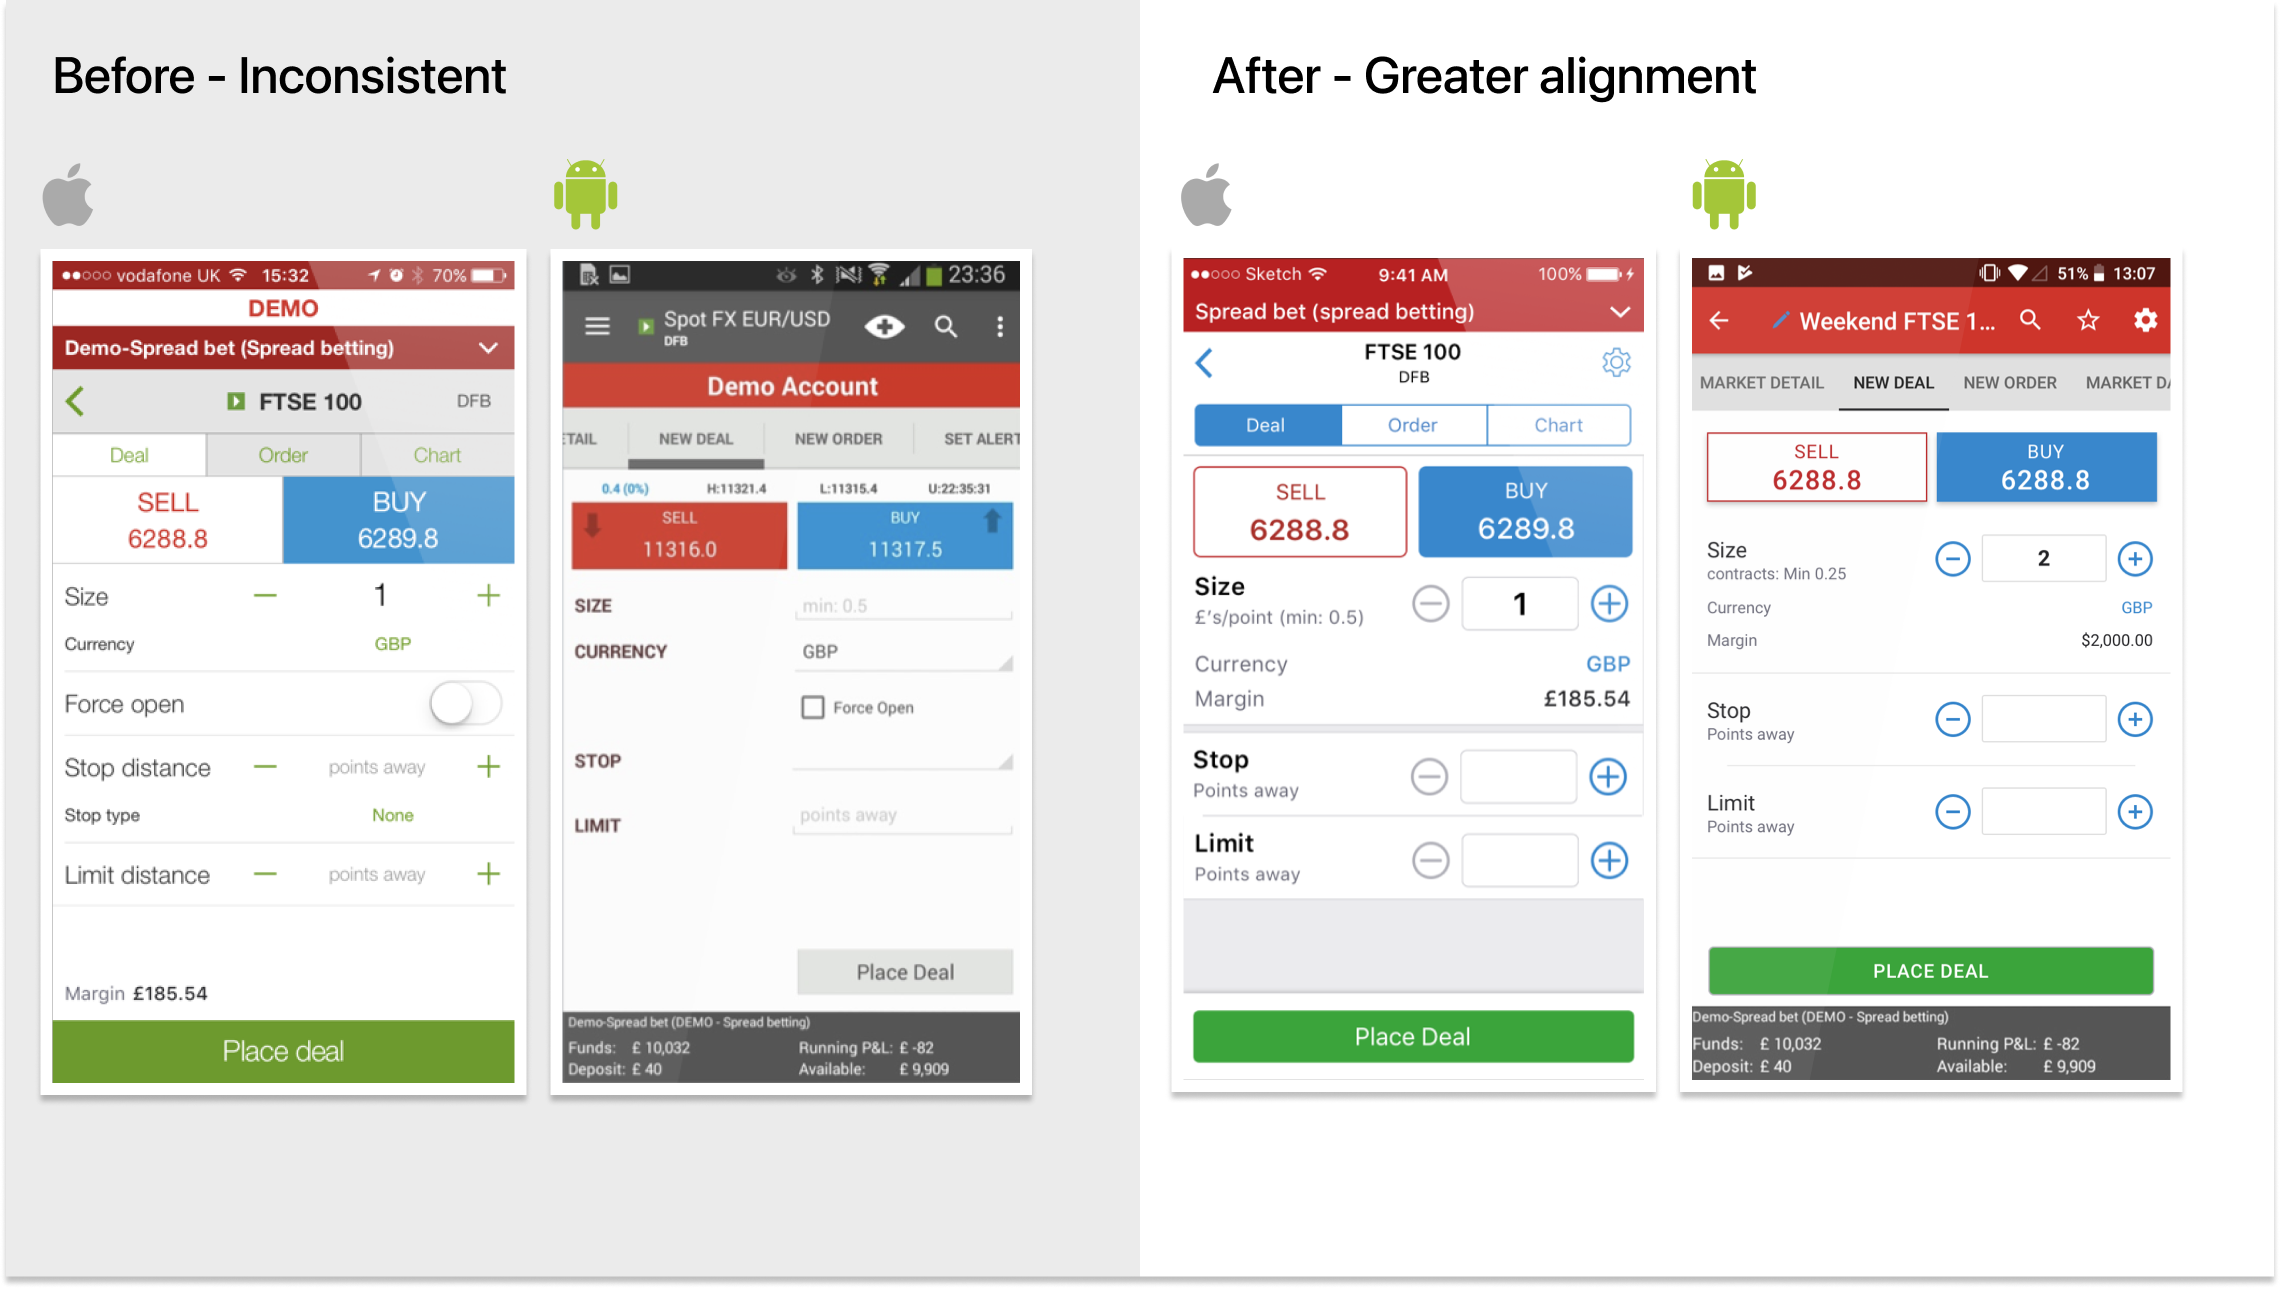 Before - Inconsistent
After - Greater alignment
vodafone UK 15:32 70%
DEMO
Demo-Spread bet (Spread betting)
FTSE 100 DFB
Deal Order Chart
SELL BUY
6288.8 6289.8
Size 1
Currency GBP
Force open
Stop distance points away
Stop type None
Limit distance points away
Margin £185.54
Place deal
23:36
Spot FX EUR/USD
DFB
Demo Account
ETAIL NEW DEAL NEW ORDER SET ALERT
0.4 (0%) H:11321.4 L:11315.4 U:22:35:31
SELL BUY
11316.0 11317.5
SIZE min: 0.5
CURRENCY GBP
Force Open
STOP
LIMIT points away
Place Deal
Demo-Spread bet (DEMO - Spread betting)
Funds: £ 10,032 Running P&L: £ -82
Deposit: £ 40 Available: £ 9,909
Sketch 9:41 AM 100%
Spread bet (spread betting)
FTSE 100
DFB
Deal Order Chart
SELL BUY
6288.8 6289.8
Size
£'s/point (min: 0.5) 1
Currency GBP
Margin £185.54
Stop
Points away
Limit
Points away
Place Deal
51% 13:07
Weekend FTSE 1...
MARKET DETAIL NEW DEAL NEW ORDER MARKET DA
SELL BUY
6288.8 6288.8
Size 2
contracts: Min 0.25
Currency GBP
Margin $2,000.00
Stop
Points away
Limit
Points away
PLACE DEAL
Demo-Spread bet (DEMO - Spread betting)
Funds: £ 10,032 Running P&L: £ -82
Deposit: £ 40 Available: £ 9,909